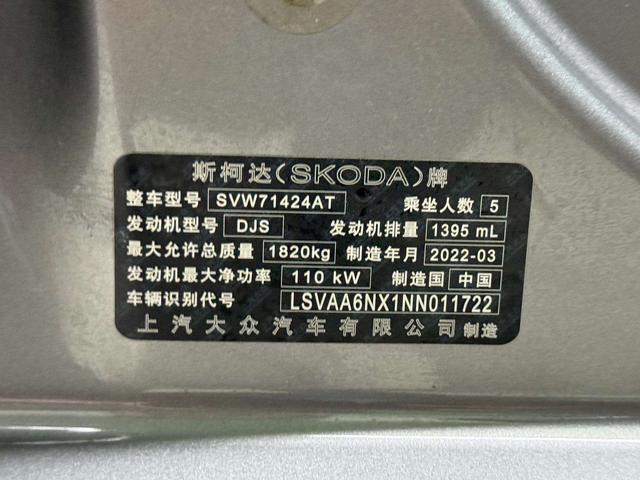 斯柯达(SKODA)牌
整车型号 SVW71424AT 乘坐人数 5
发动机型号 DJS 发动机排量 1395 mL
最大允许总质量 1820kg 制造年月 2022-03
发动机最大净功率 110 kW 制造国 中国
车辆识别代号 LSVAA6NX1NN011722
上汽大众汽车有限公司 制造